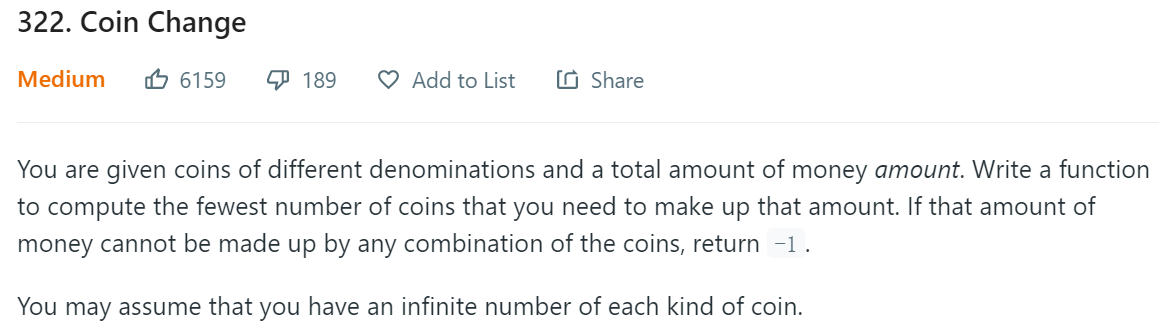 322. Coin Change
Medium 6159 189 Add to List Share
You are given coins of different denominations and a total amount of money amount. Write a function
to compute the fewest number of coins that you need to make up that amount. If that amount of
money cannot be made up by any combination of the coins, return -1.
You may assume that you have an infinite number of each kind of coin.